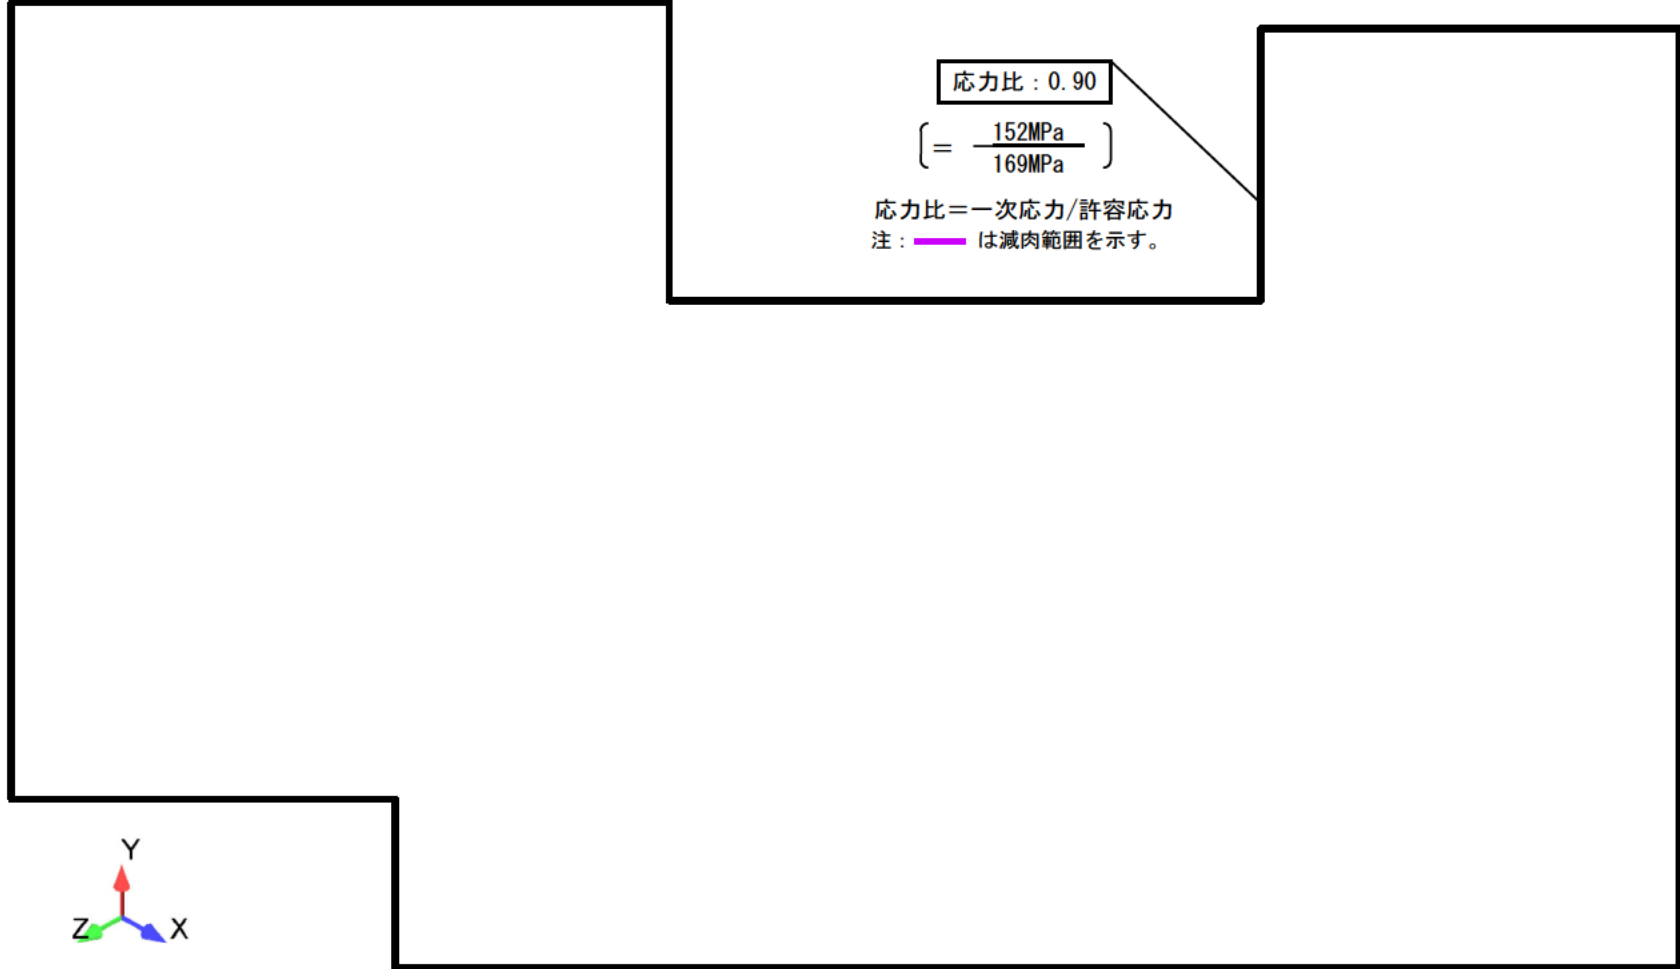 応力比：0.90
〔＝ 152MPa
169MPa 〕
応力比＝一次応力/許容応力
注： は減肉範囲を示す。
Y
Z X